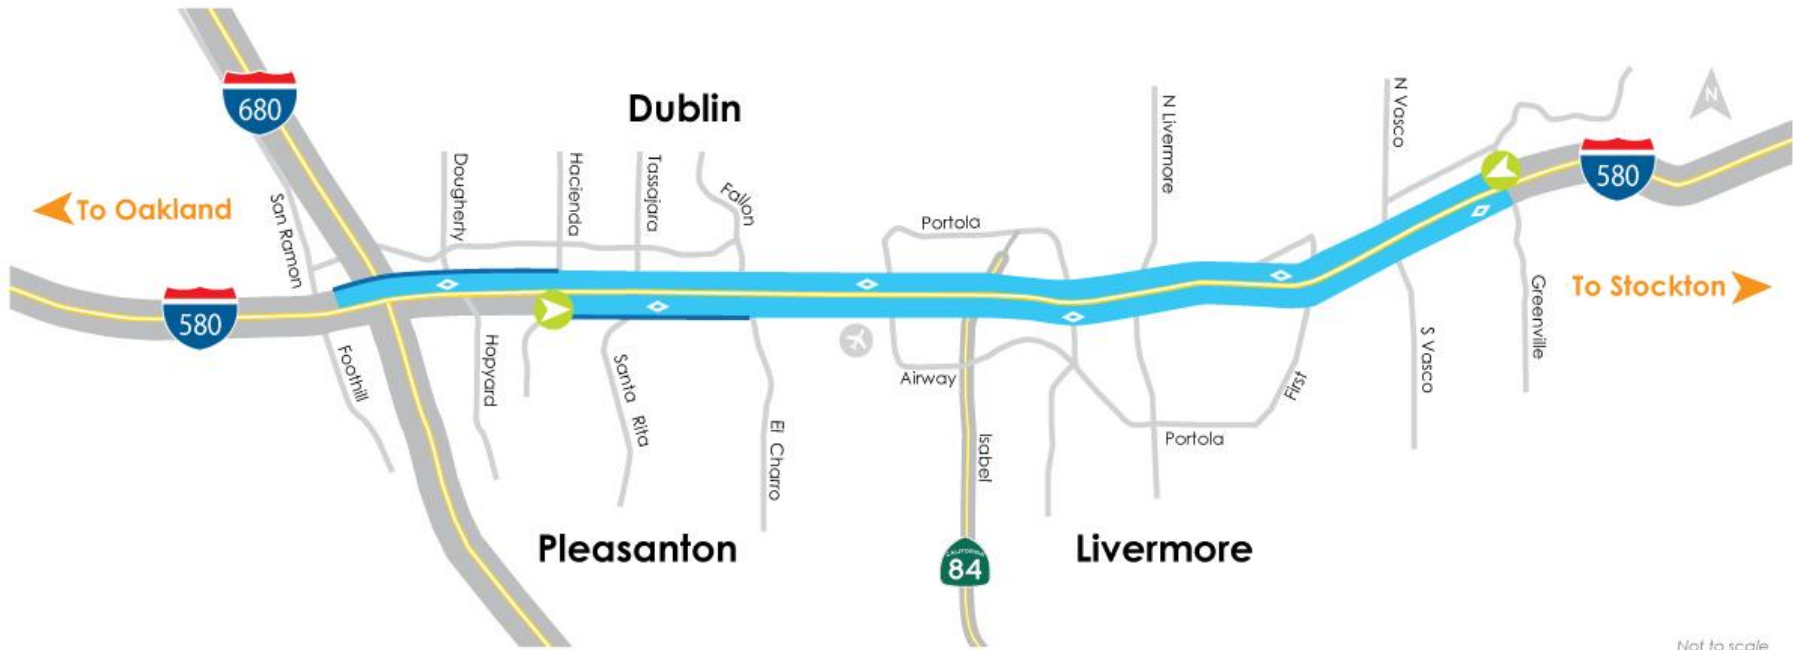 680
Dublin
N Vasco
N
N Livermore
Dougherty
Hacienda
Tassajara
Fallon
580
To Oakland
San Ramon
Portola
To Stockton
580
Greenville
Foothill
Hopyard
Santa Rita
Airway
First
S Vasco
El Charro
Isabel
Portola
Pleasanton
Livermore
CALIFORNIA
84
Not to scale